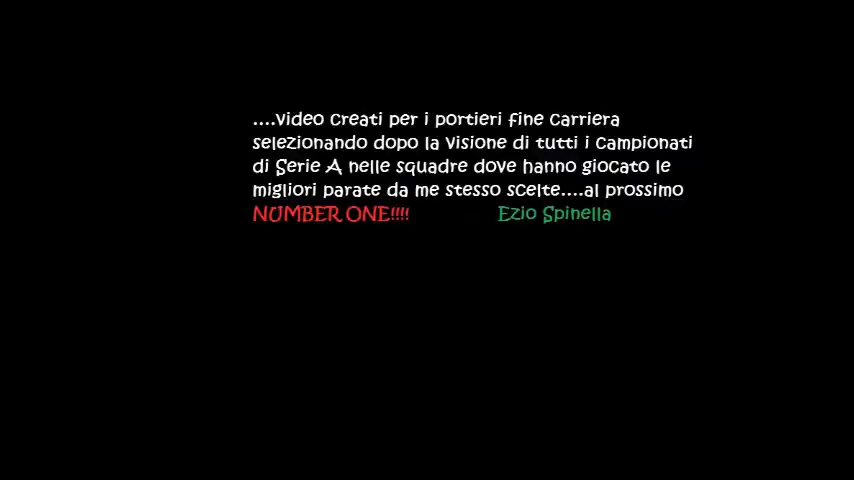 ....video creati per i portieri fine carriera
selezionando dopo la visione di tutti i campionati
di Serie A nelle squadre dove hanno giocato le
migliori parate da me stesso scelte....al prossimo
NUMBER ONE!!!! Ezio Spinella